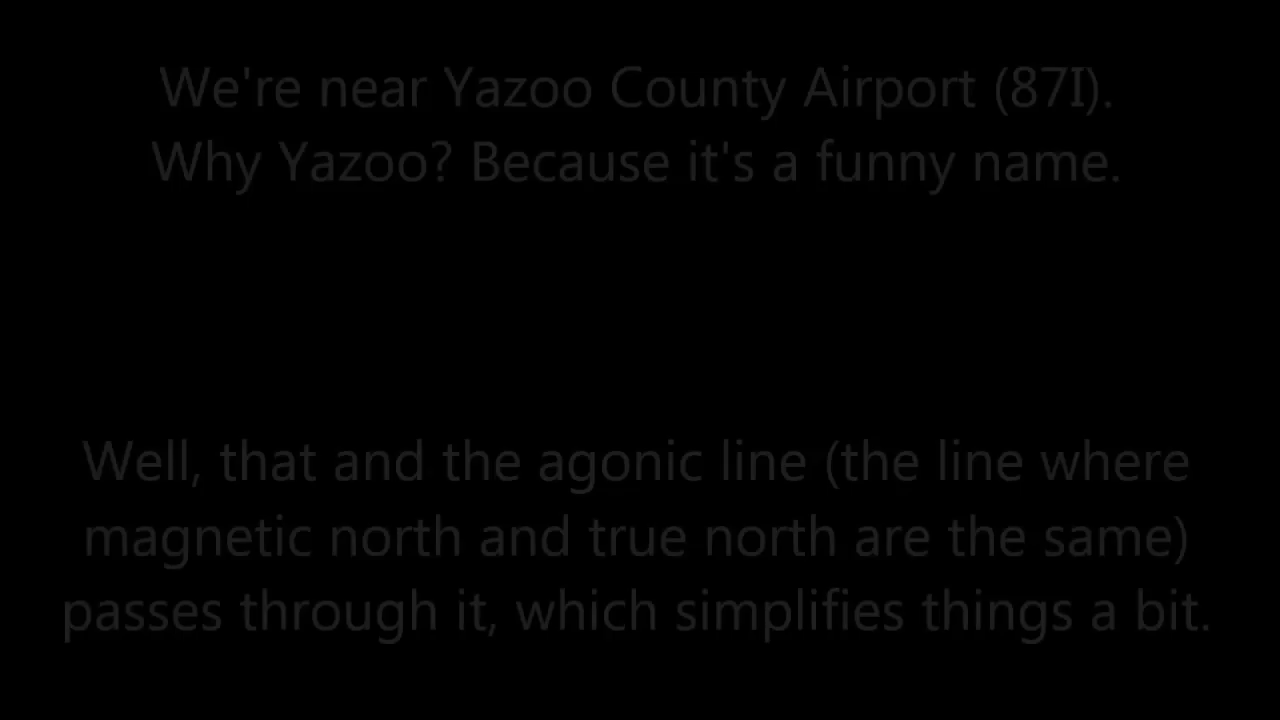 We're near Yazoo County Airport (87I).
Why Yazoo? Because it's a funny name.
Well, that and the agonic line (the line where
magnetic north and true north are the same)
passes through it, which simplifies things a bit.